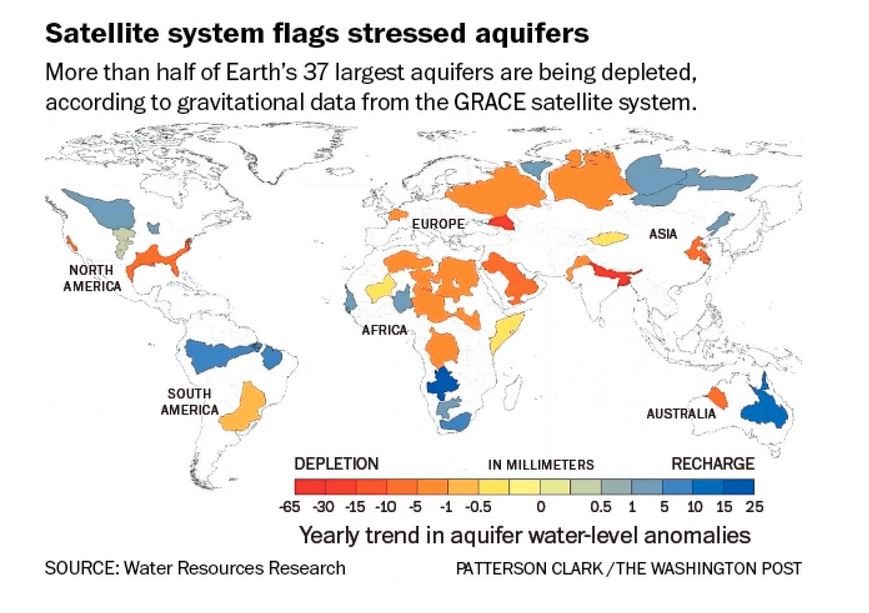 Satellite system flags stressed aquifers
More than half of Earth's 37 largest aquifers are being depleted,
according to gravitational data from the GRACE satellite system.
EUROPE
ASIA
NORTH
AMERICA
AFRICA
SOUTH
AMERICA
AUSTRALIA
DEPLETION IN MILLIMETERS RECHARGE
-65 -30 -15 -10 -5 -1 -0.5 0 0.5 1 5 10 15 25
Yearly trend in aquifer water-level anomalies
SOURCE: Water Resources Research PATTERSON CLARK/THE WASHINGTON POST